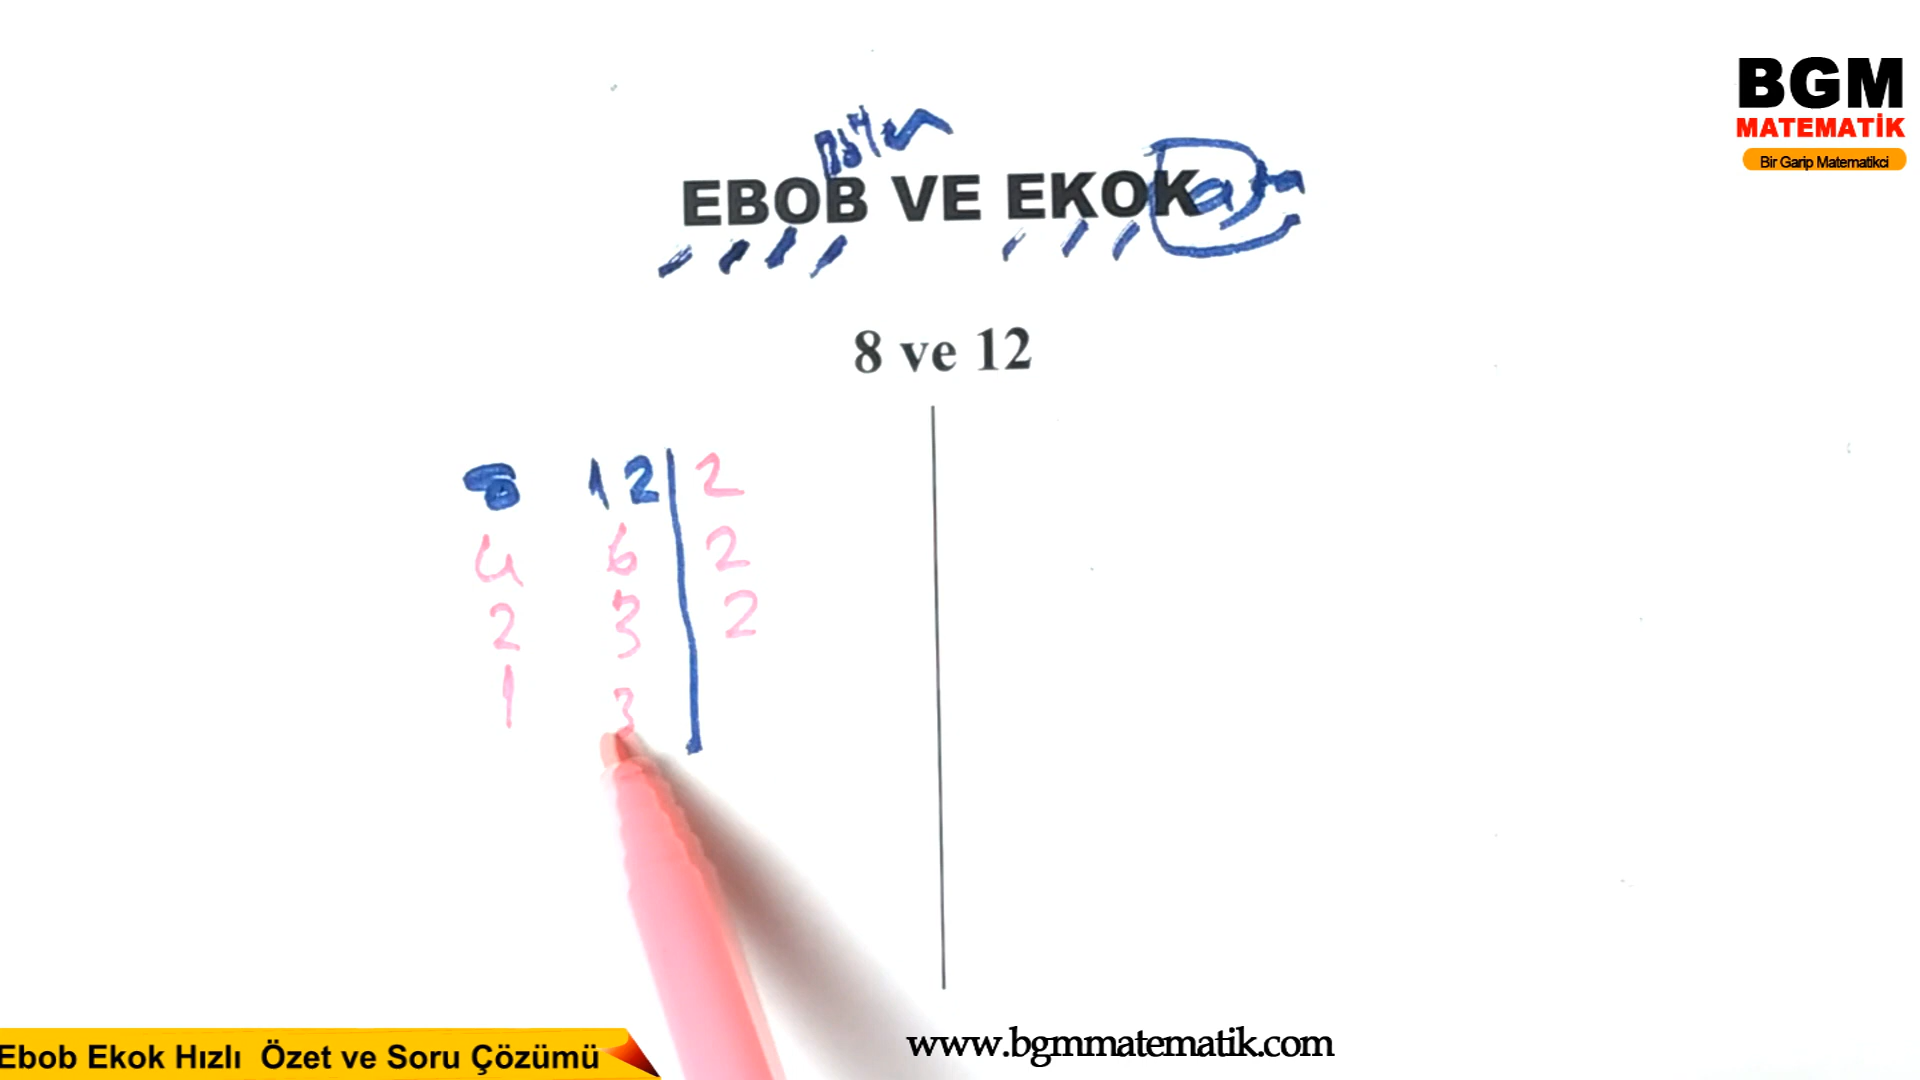 BGM
MATEMATİK
Bir Garip Matematikci
EBOB VE EKOK
8 ve 12
8 12 2
4 6 2
2 3 2
1 3
Ebob Ekok Hızlı Özet ve Soru Çözümü
www.bgmmatematik.com